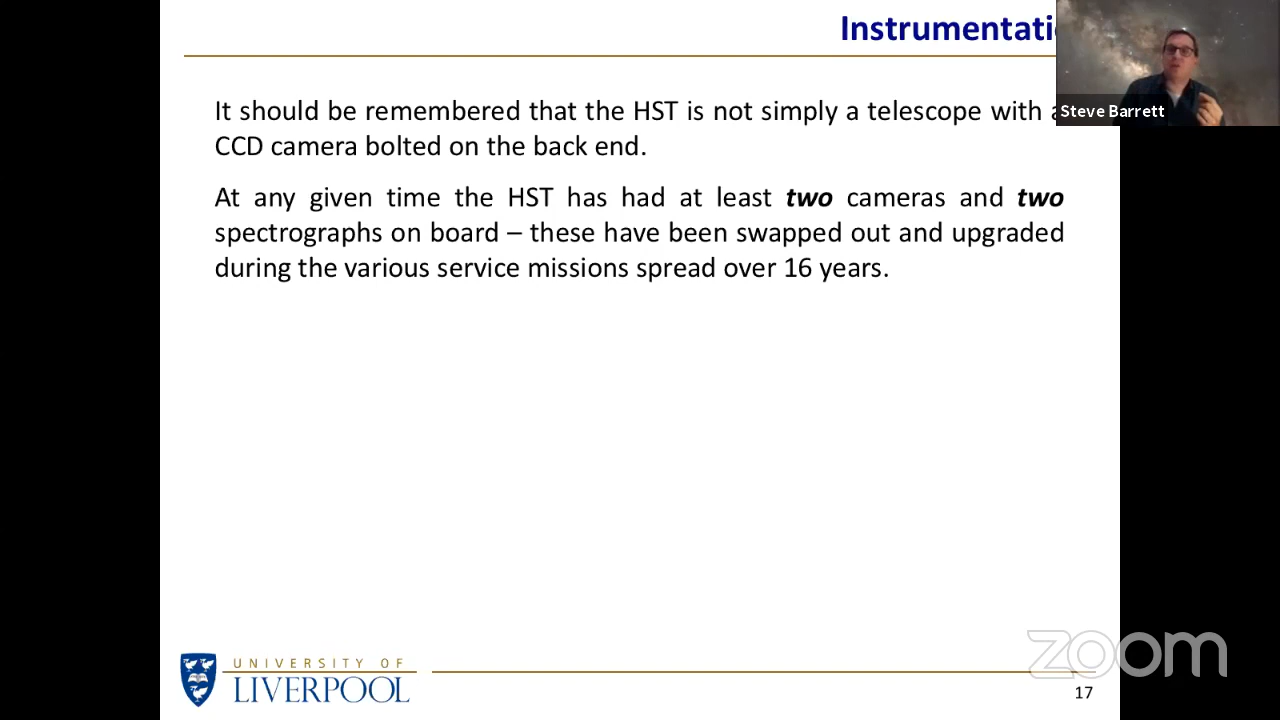 Instrumentati
Steve Barrett
It should be remembered that the HST is not simply a telescope with a
CCD camera bolted on the back end.
At any given time the HST has had at least two cameras and two
spectrographs on board – these have been swapped out and upgraded
during the various service missions spread over 16 years.
UNIVERSITY OF
LIVERPOOL
zoom
17